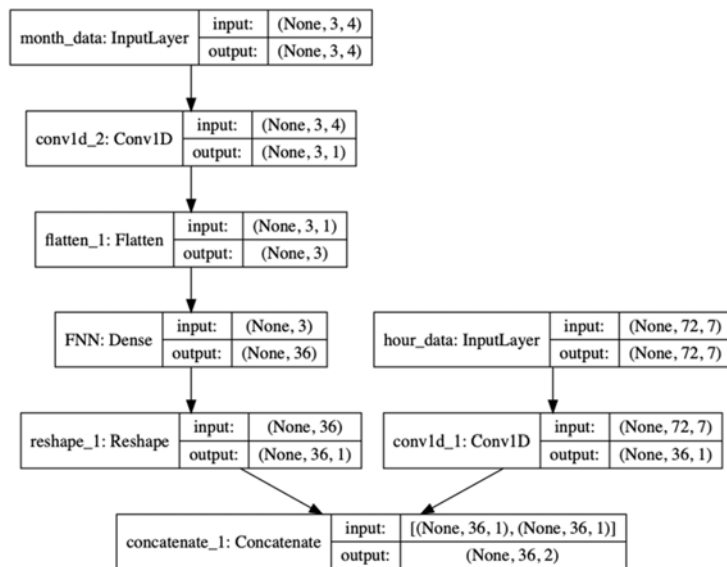 month_data: InputLayer
input: (None, 3, 4)
output: (None, 3, 4)
conv1d_2: Conv1D
input: (None, 3, 4)
output: (None, 3, 1)
flatten_1: Flatten
input: (None, 3, 1)
output: (None, 3)
FNN: Dense
input: (None, 3)
output: (None, 36)
hour_data: InputLayer
input: (None, 72, 7)
output: (None, 72, 7)
reshape_1: Reshape
input: (None, 36)
output: (None, 36, 1)
conv1d_1: Conv1D
input: (None, 72, 7)
output: (None, 36, 1)
concatenate_1: Concatenate
input: [(None, 36, 1), (None, 36, 1)]
output: (None, 36, 2)